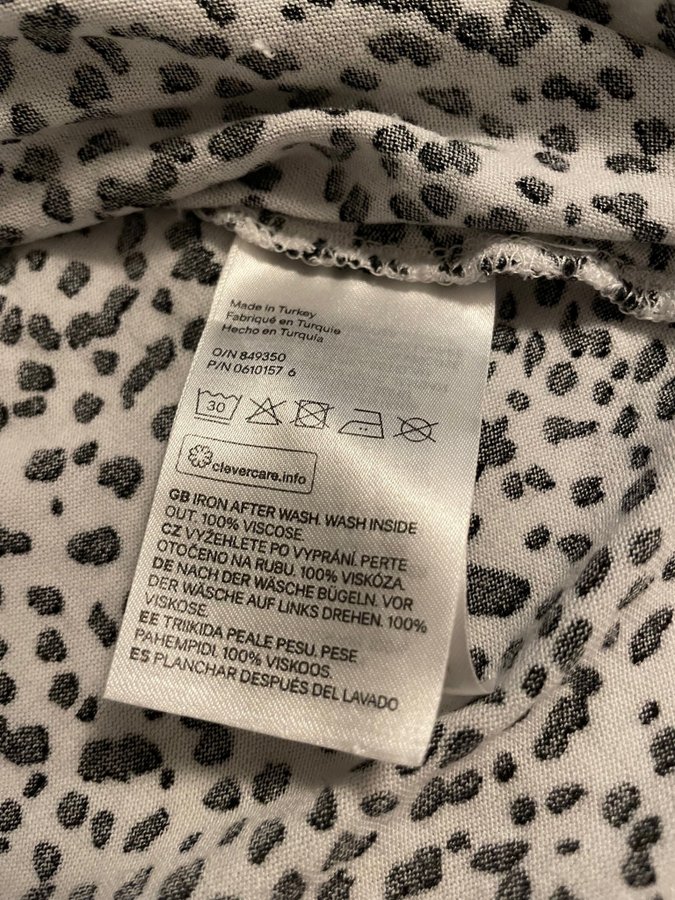 Made in Turkey
Fabriqué en Turquie
Hecho en Turquía
O/N 849350
P/N 0610157 6
30
clevercare.info
GB IRON AFTER WASH. WASH INSIDE
OUT. 100% VISCOSE.
CZ VYŽEHLETE PO VYPRÁNÍ. PERTE
OTOČENO NA RUBU. 100% VISKÓZA.
DE NACH DER WÄSCHE BÜGELN. VOR
DER WÄSCHE AUF LINKS DREHEN. 100%
VISKOSE.
EE TRIIKIDA PEALE PESU. PESE
PAHEMPIDI. 100% VISKOOS.
ES PLANCHAR DESPUÉS DEL LAVADO